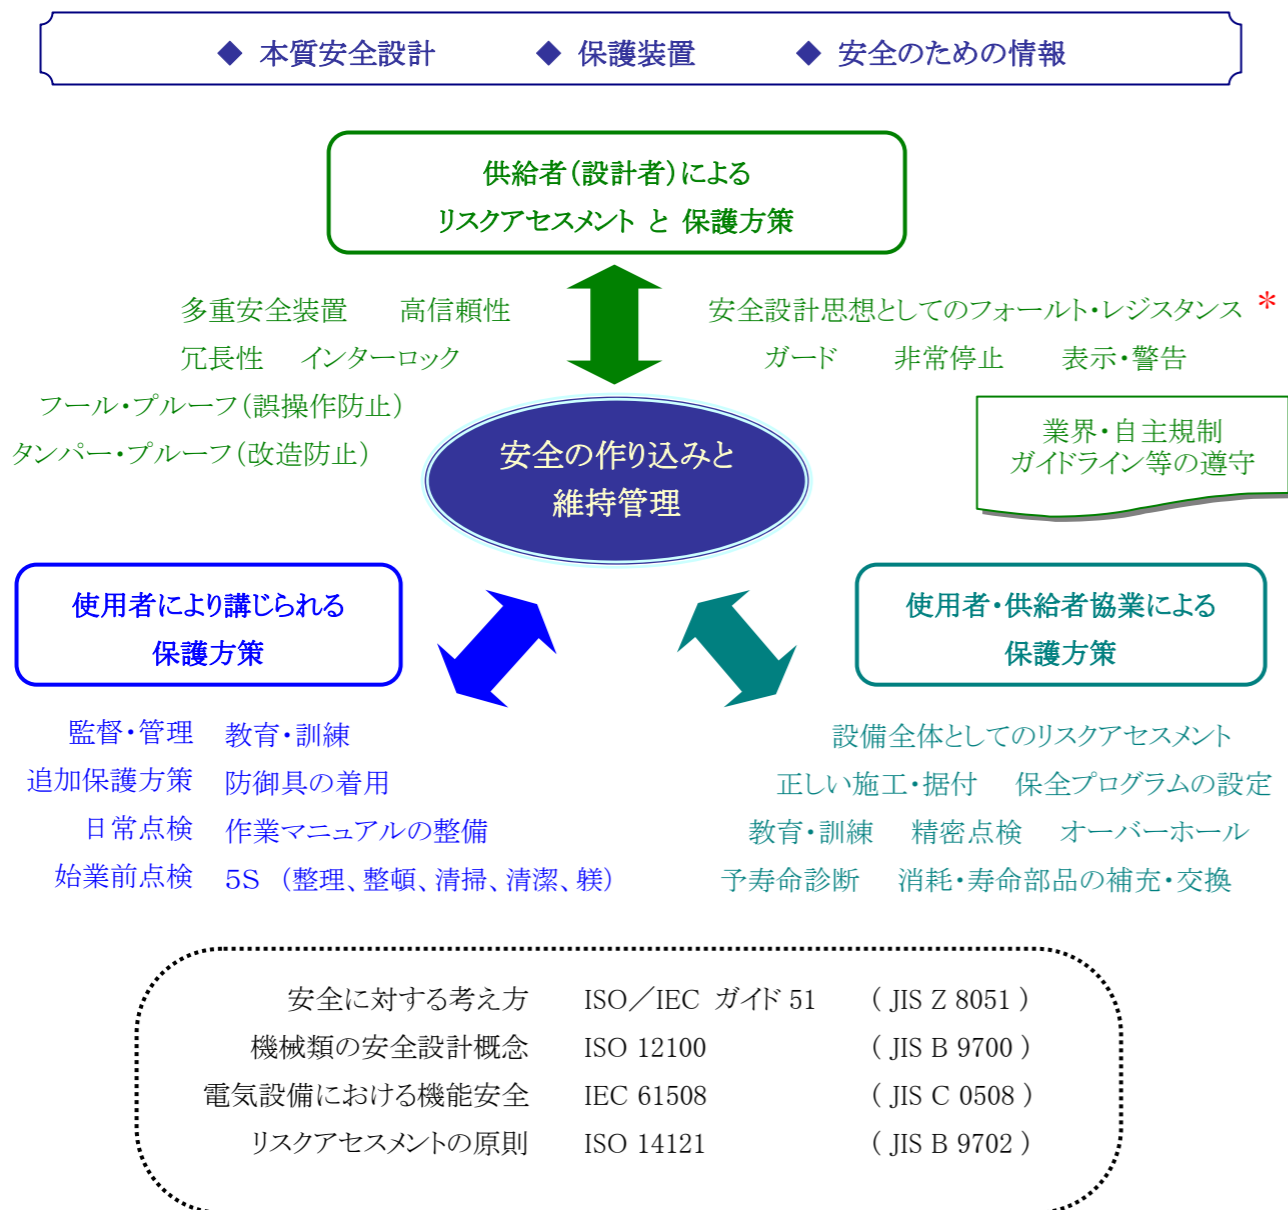 ◆ 本質安全設計 ◆ 保護装置 ◆ 安全のための情報
供給者(設計者)による
リスクアセスメント と 保護方策
多重安全装置 高信頼性
冗長性 インターロック
フール・プルーフ(誤操作防止)
タンパー・プルーフ(改造防止)
安全設計思想としてのフォールト・レジスタンス *
ガード 非常停止 表示・警告
業界・自主規制
ガイドライン等の遵守
安全の作り込みと
維持管理
使用者により講じられる
保護方策
監督・管理 教育・訓練
追加保護方策 防御具の着用
日常点検 作業マニュアルの整備
始業前点検 5S (整理、整頓、清掃、清潔、躾)
使用者・供給者協業による
保護方策
設備全体としてのリスクアセスメント
正しい施工・据付 保全プログラムの設定
教育・訓練 精密点検 オーバーホール
予寿命診断 消耗・寿命部品の補充・交換
安全に対する考え方 ISO/IEC ガイド 51 ( JIS Z 8051 )
機械類の安全設計概念 ISO 12100 ( JIS B 9700 )
電気設備における機能安全 IEC 61508 ( JIS C 0508 )
リスクアセスメントの原則 ISO 14121 ( JIS B 9702 )